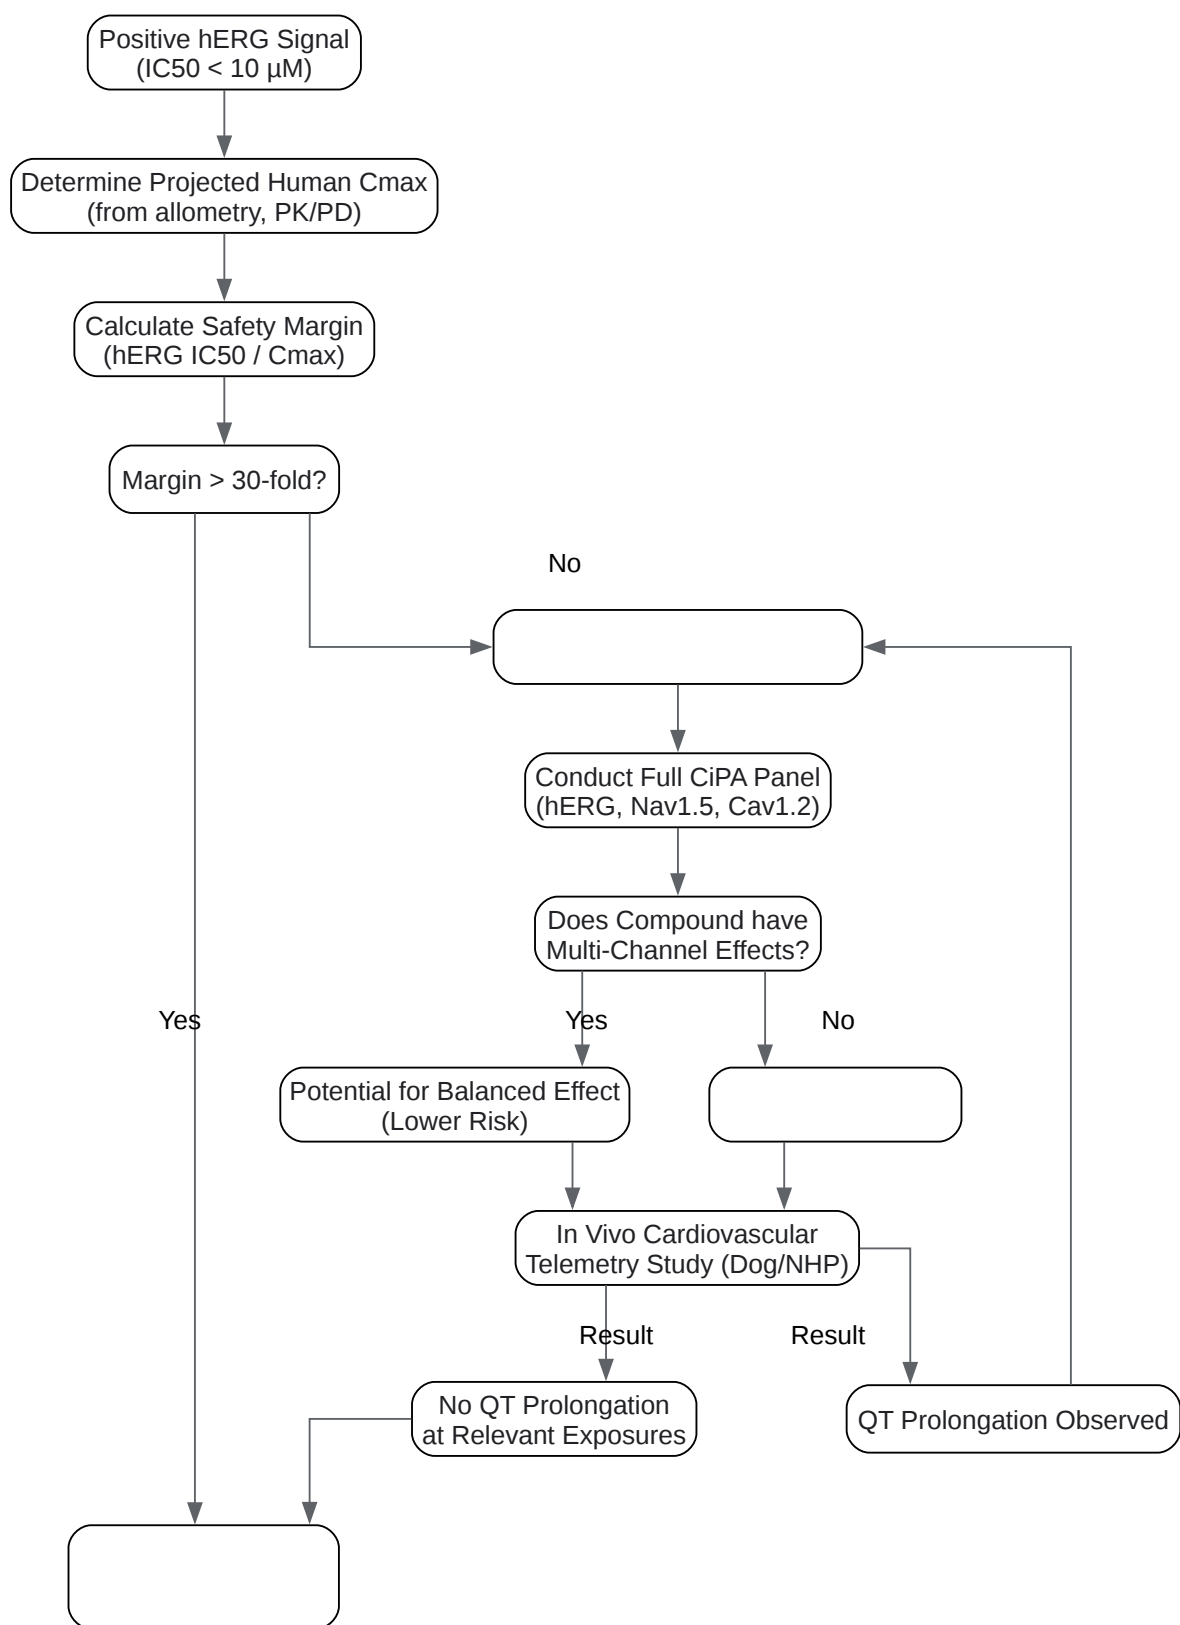 Positive hERG Signal
(IC50 < 10 µM)
Determine Projected Human Cmax
(from allometry, PK/PD)
Calculate Safety Margin
(hERG IC50 / Cmax)
Margin > 30-fold?
No
Conduct Full CiPA Panel
(hERG, Nav1.5, Cav1.2)
Does Compound have
Multi-Channel Effects?
Yes
Yes
No
Potential for Balanced Effect
(Lower Risk)
In Vivo Cardiovascular
Telemetry Study (Dog/NHP)
Result
Result
No QT Prolongation
at Relevant Exposures
QT Prolongation Observed